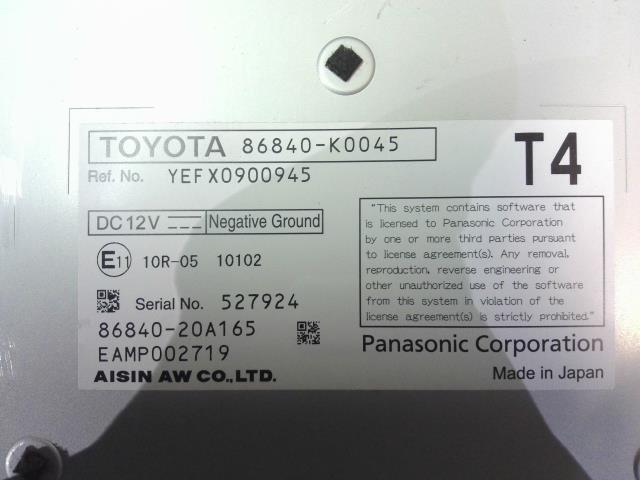 TOYOTA 86840-K0045
T4
Ref. No. YEFX0900945
DC12V Negative Ground
E11 10R-05 10102
Serial No. 527924
86840-20A165
EAMP002719
AISIN AW CO., LTD.
"This system contains software that
is licensed to Panasonic Corporation
by one or more third parties pursuant
to license agreement(s). Any removal,
reproduction, reverse engineering or
other unauthorized use of the software
from this system in violation of the
license agreement(s) is strictly prohibited."
Panasonic Corporation
Made in Japan